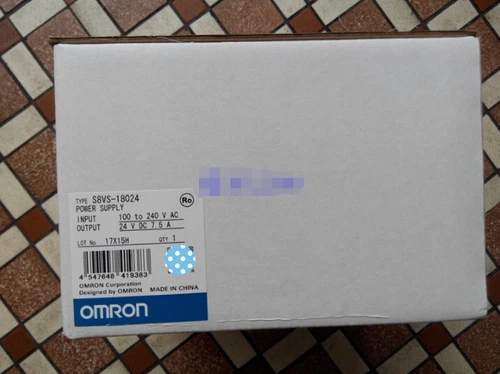 TYPE S8VS-18024
POWER SUPPLY
Ro
INPUT 100 to 240 V AC
OUTPUT 24 V DC 7.5 A
LOT No. 17X15H QTY 1
4 547648 419383
OMRON Corporation
Designed by OMRON MADE IN CHINA
OMRON